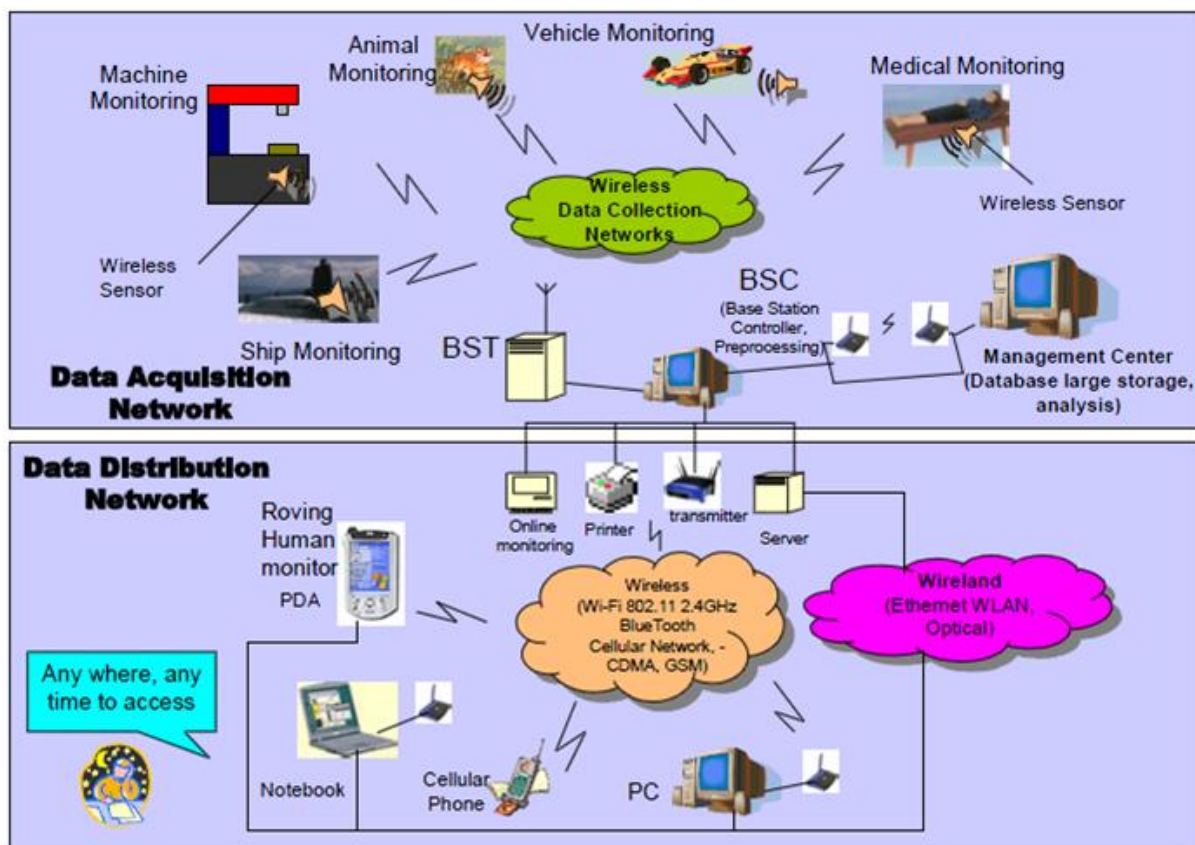 Machine
Monitoring
Animal
Monitoring
Vehicle Monitoring
Medical Monitoring
Wireless
Data Collection
Networks
Wireless Sensor
Wireless
Sensor
Ship Monitoring
BST
BSC
(Base Station
Controller,
Preprocessing)
Management Center
(Database large storage,
analysis)
Data Acquisition
Network
Data Distribution
Network
Roving
Human
monitor
PDA
Online
monitoring
Printer
transmitter
Server
Wireless
(Wi-Fi 802.11 2.4GHz
BlueTooth
Cellular Network, -
CDMA, GSM)
Wireland
(Ethernet WLAN,
Optical)
Any where, any
time to access
Notebook
Cellular
Phone
PC